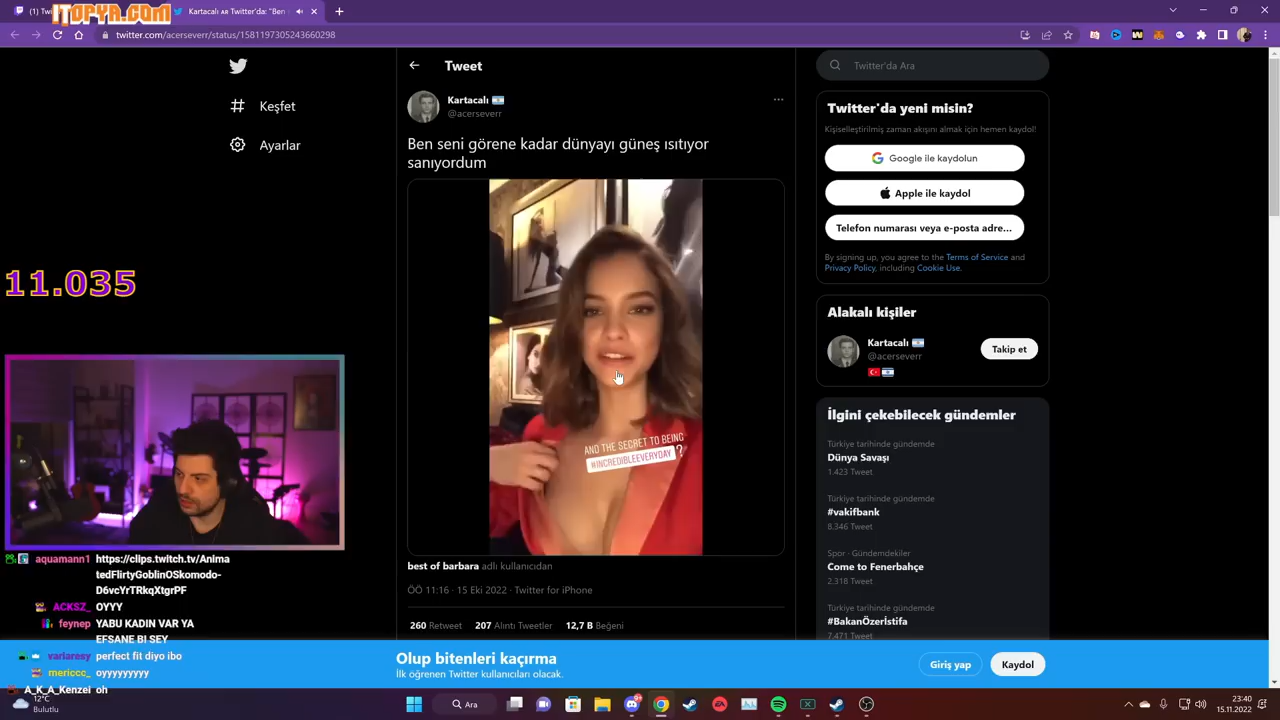 (1) Twi
ITOPYA.COM
Kartacalı Twitter'da: "Ben
twitter.com/acerseverr/status/1581197305243660298
Keşfet
Ayarlar
Tweet
Kartacalı
@acerseverr
Ben seni görene kadar dünyayı güneş ısıtıyor
sanıyordum
AND THE SECRET TO BEING
#INCREDIBLEEVERYDAY ?
best of barbara adlı kullanıcıdan
ÖÖ 11:16 · 15 Eki 2022 · Twitter for iPhone
260 Retweet 207 Alıntı Tweetler 12,7 B Beğeni
Twitter'da Ara
Twitter'da yeni misin?
Kişiselleştirilmiş zaman akışını almak için hemen kaydol!
Google ile kaydolun
Apple ile kaydol
Telefon numarası veya e-posta adre...
By signing up, you agree to the Terms of Service and
Privacy Policy, including Cookie Use.
Alakalı kişiler
Kartacalı
@acerseverr
Takip et
İlgini çekebilecek gündemler
Türkiye tarihinde gündemde
Dünya Savaşı
1.423 Tweet
Türkiye tarihinde gündemde
#vakifbank
8,346 Tweet
Spor · Gündemdekiler
Come to Fenerbahçe
2,318 Tweet
Türkiye tarihinde gündemde
#BakanÖzeristifa
7,471 Tweet
11.035
aquamann1 https://clips.twitch.tv/Anima
tedFlirtyGoblinOSkomodo-
D6vcYrTRkqXtgrPF
ACKSZ_ OYYY
feynep YABU KADIN VAR YA
EFSANE BI SEY
varlaresy perfect fit diyo ibo
mericcc_ oyyyyyyyyy
A_K_A_Kenzei oh
Olup bitenleri kaçırma
İlk öğrenen Twitter kullanıcıları olacak.
Giriş yap
Kaydol
12°C
Bulutlu
Ara
23:40
15.11.2022